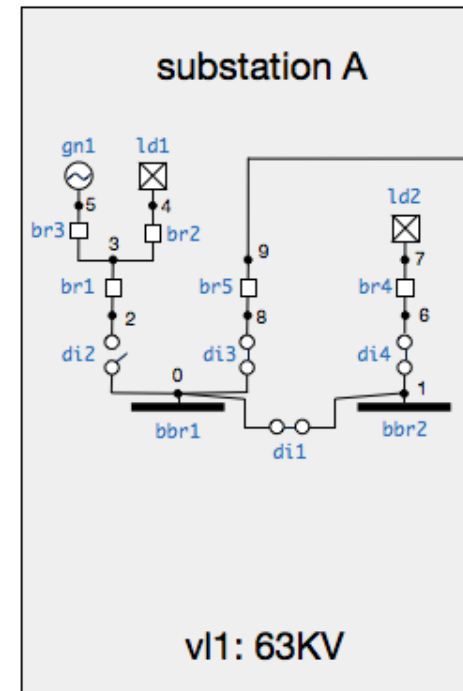 substation A
gn1
ld1
5
4
br3
br2
3
br1
2
di2
9
br5
8
di3
ld2
7
br4
6
di4
0
bbr1
di1
1
bbr2
vl1: 63KV